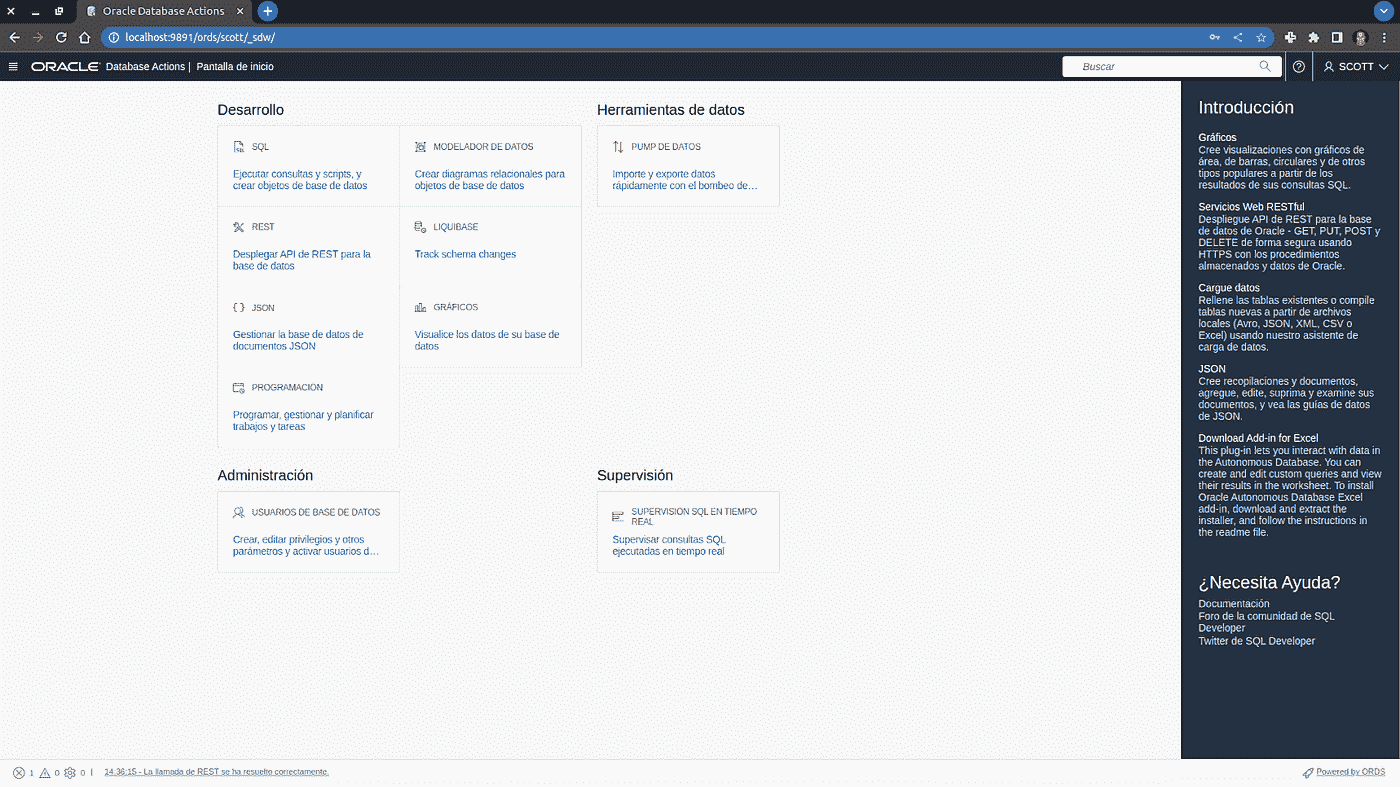 Oracle Database Actions
localhost:9891/ords/scott/_sdw/
ORACLE Database Actions | Pantalla de inicio
Buscar
SCOTT
Desarrollo
SQL
Ejecutar consultas y scripts, y
crear objetos de base de datos
MODELADOR DE DATOS
Crear diagramas relacionales para
objetos de base de datos
REST
Desplegar API de REST para la
base de datos
LIQUIBASE
Track schema changes
JSON
Gestionar la base de datos de
documentos JSON
GRÁFICOS
Visualice los datos de su base de
datos
PROGRAMACIÓN
Programar, gestionar y planificar
trabajos y tareas
Herramientas de datos
PUMP DE DATOS
Importe y exporte datos
rápidamente con el bombeo de…
Administración
USUARIOS DE BASE DE DATOS
Crear, editar privilegios y otros
parámetros y activar usuarios d…
Supervisión
SUPERVISIÓN SQL EN TIEMPO
REAL
Supervisar consultas SQL
ejecutadas en tiempo real
Introducción
Gráficos
Cree visualizaciones con gráficos de
área, de barras, circulares y de otros
tipos populares a partir de los
resultados de sus consultas SQL.
Servicios Web RESTful
Despliegue API de REST para la base
de datos de Oracle - GET, PUT, POST y
DELETE de forma segura usando
HTTPS con los procedimientos
almacenados y datos de Oracle.
Cargue datos
Rellene las tablas existentes o compile
tablas nuevas a partir de archivos
locales (Avro, JSON, XML, CSV o
Excel) usando nuestro asistente de
carga de datos.
JSON
Cree recopilaciones y documentos,
agregue, edite, suprima y examine sus
documentos, y vea las guías de datos
de JSON.
Download Add-in for Excel
This plug-in lets you interact with data in
the Autonomous Database. You can
create and edit custom queries and view
their results in the worksheet. To install
Oracle Autonomous Database Excel
add-in, download and extract the
installer, and follow the instructions in
the readme file.
¿Necesita Ayuda?
Documentación
Foro de la comunidad de SQL
Developer
Twitter de SQL Developer
1 0 0 | 14:36:15 - La llamada de REST se ha resuelto correctamente.
Powered by ORDS